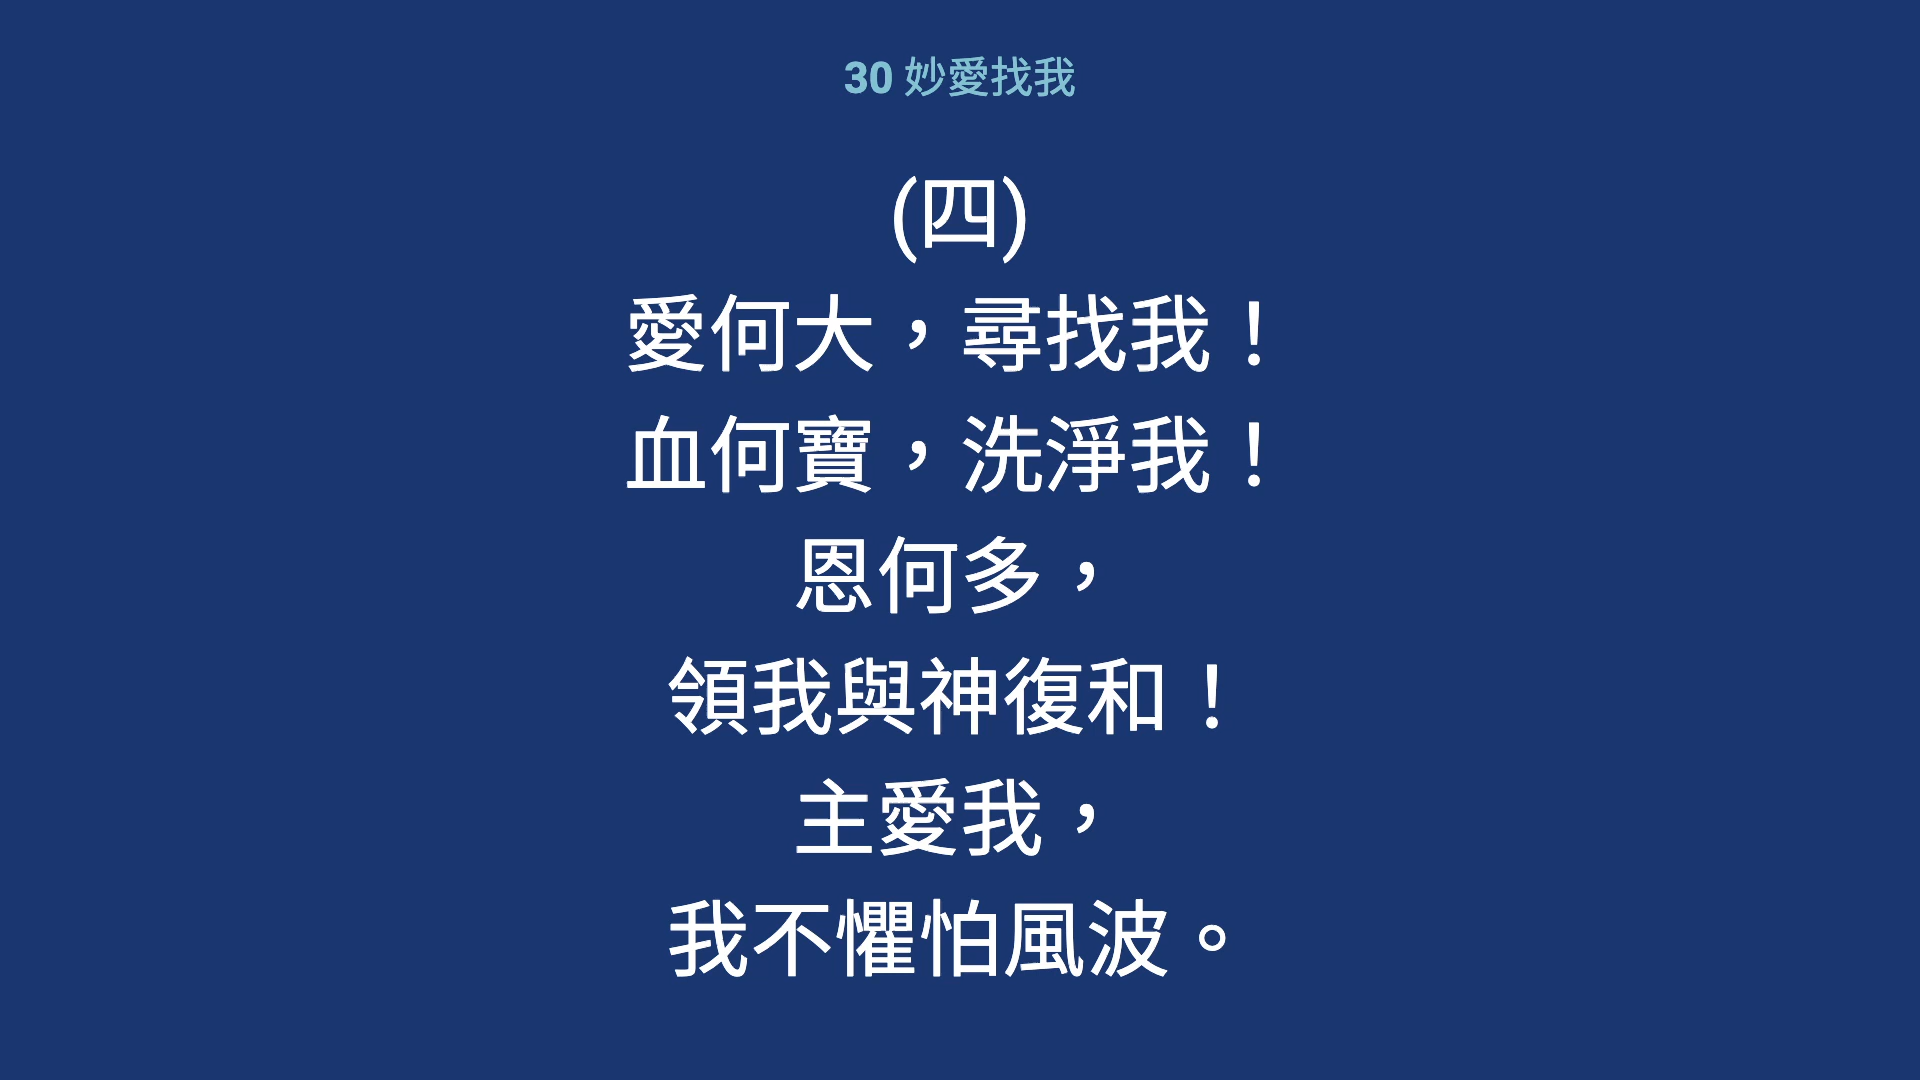 30 妙愛找我
(四)
愛何大，尋找我！
血何寶，洗淨我！
恩何多，
領我與神復和！
主愛我，
我不懼怕風波。